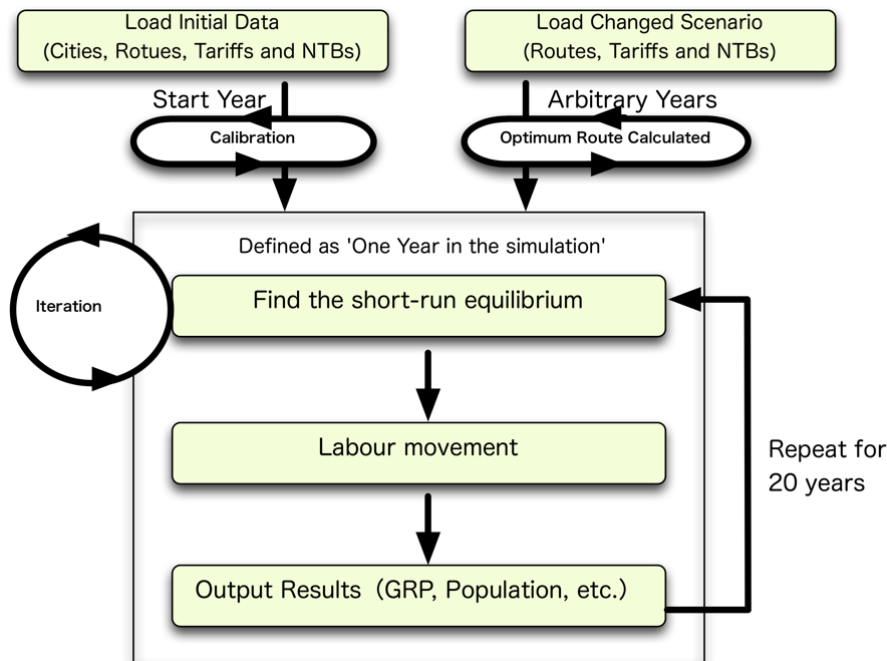 Load Initial Data
(Cities, Rotues, Tariffs and NTBs)
Load Changed Scenario
(Routes, Tariffs and NTBs)
Start Year
Arbitrary Years
Calibration
Optimum Route Calculated
Defined as 'One Year in the simulation'
Iteration
Find the short-run equilibrium
Labour movement
Repeat for
20 years
Output Results（GRP, Population, etc.）